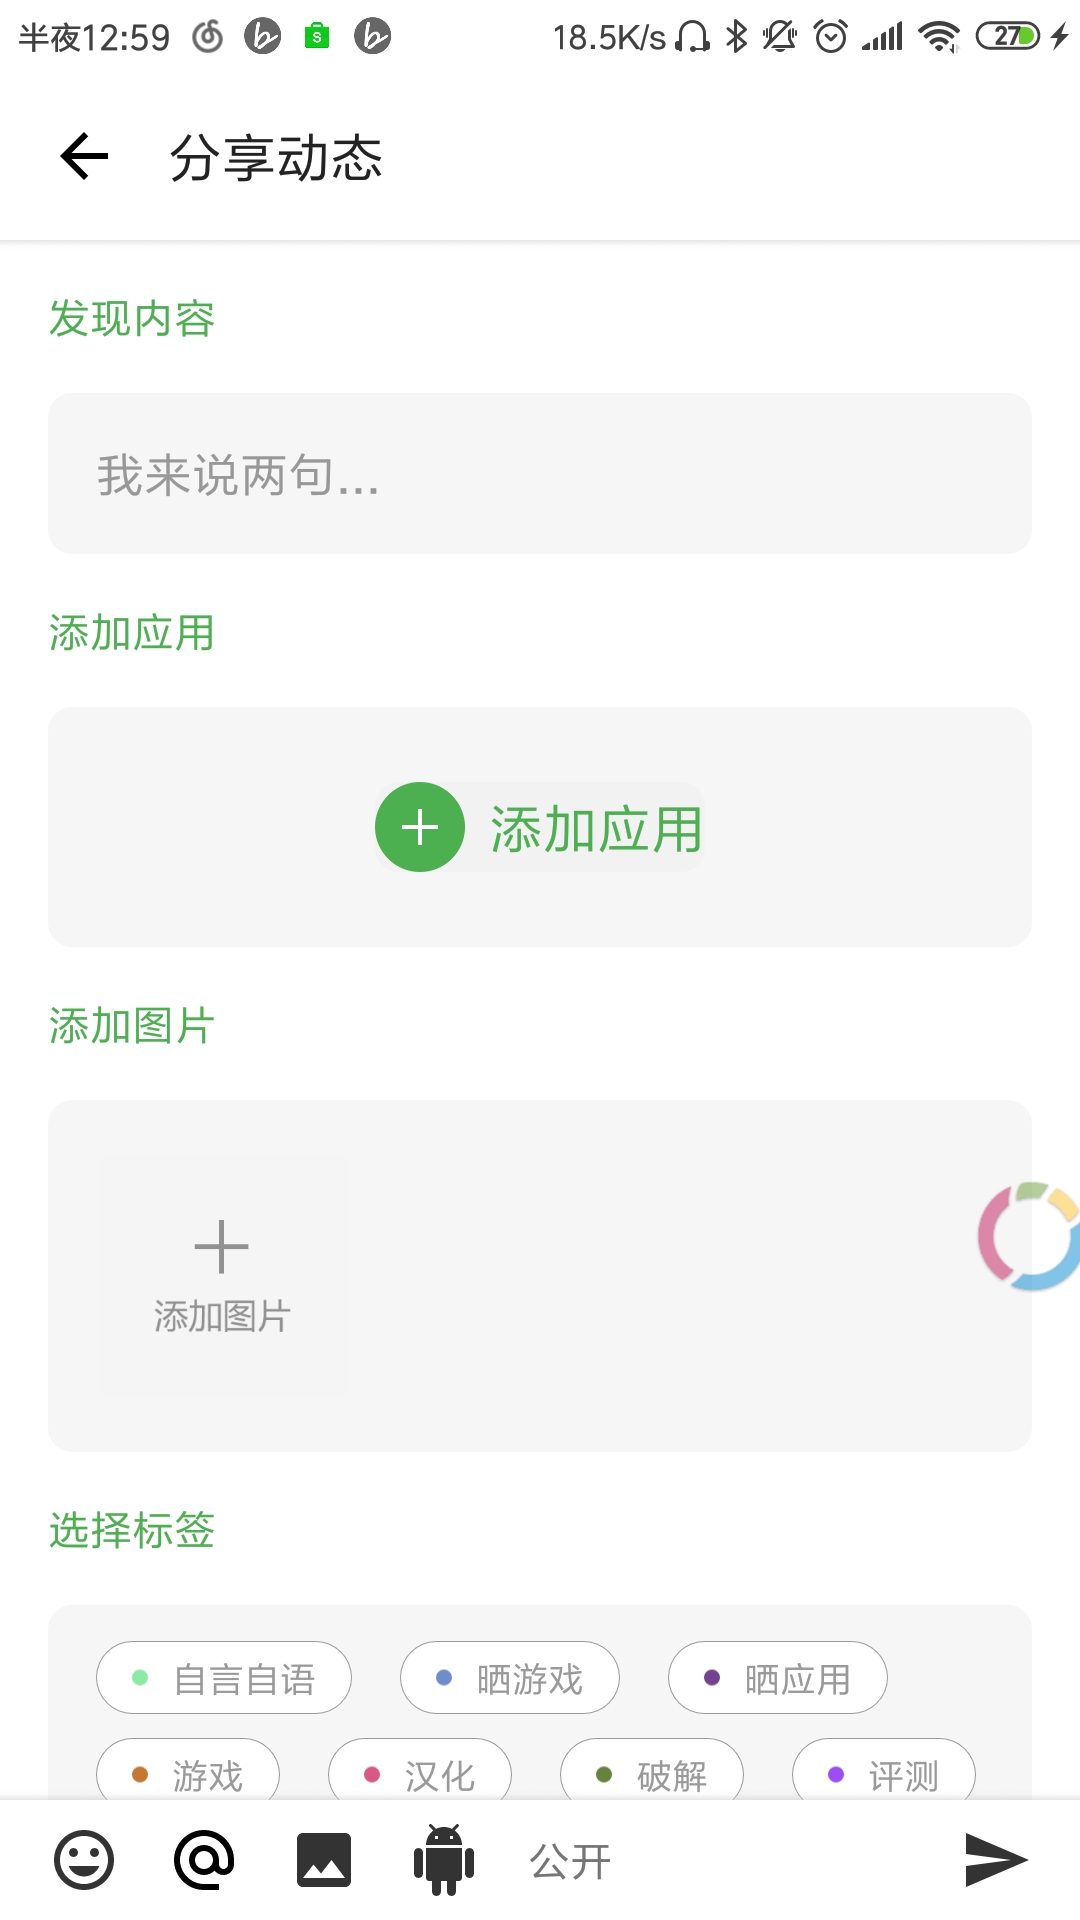 半夜12:59 18.5K/s 27
分享动态
发现内容
我来说两句...
添加应用
添加应用
添加图片
添加图片
选择标签
自言自语 晒游戏 晒应用
游戏 汉化 破解 评测
公开